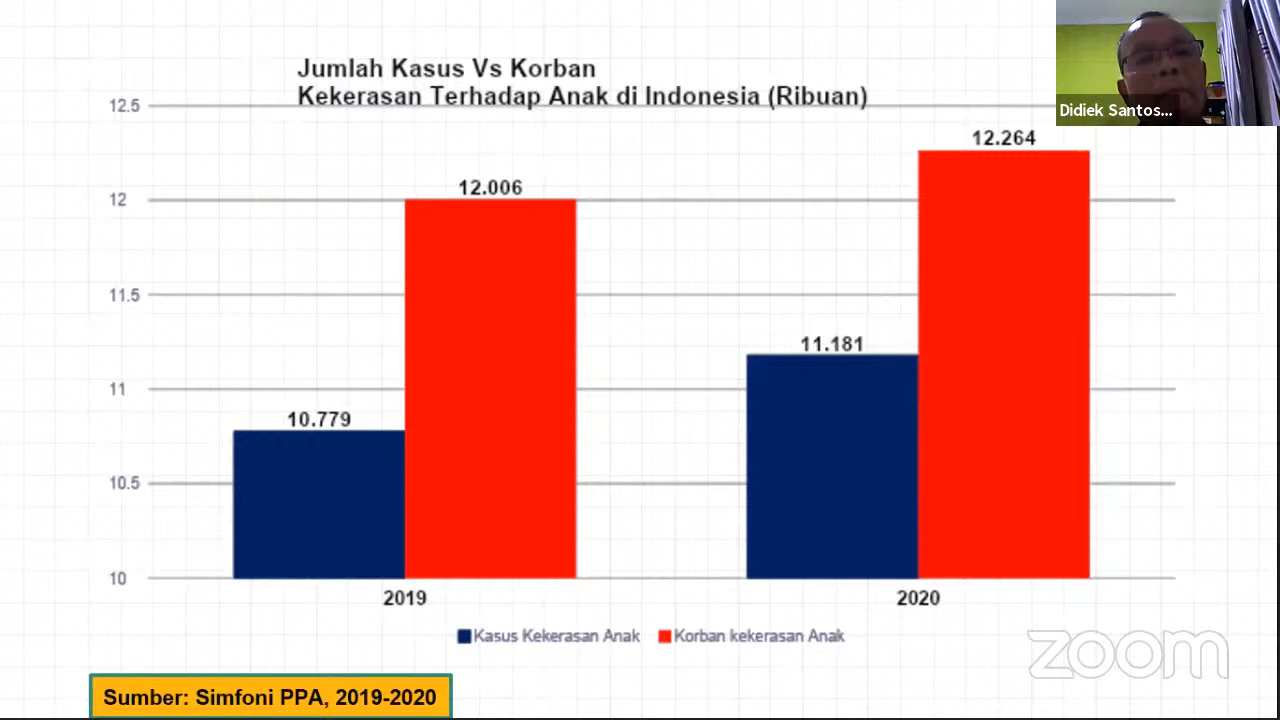 Jumlah Kasus Vs Korban
Kekerasan Terhadap Anak di Indonesia (Ribuan)
Didiek Santos...
12.5
12
11.5
11
10.5
10
10.779
12.006
11.181
12.264
2019
2020
Kasus Kekerasan Anak
Korban kekerasan Anak
zoom
Sumber: Simfoni PPA, 2019-2020